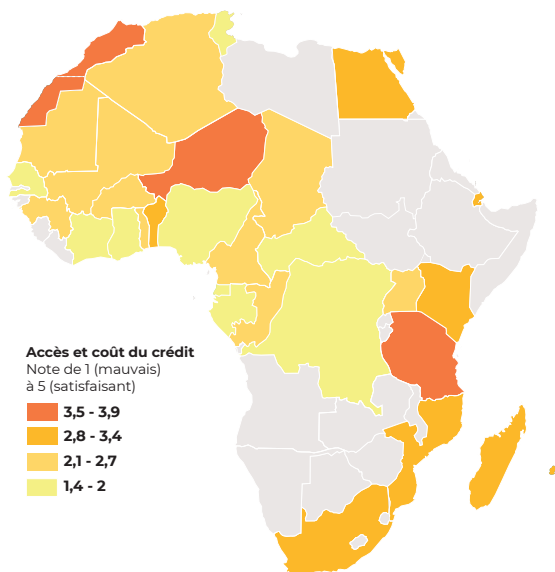 Accès et coût du crédit
Note de 1 (mauvais)
à 5 (satisfaisant)
3,5 - 3,9
2,8 - 3,4
2,1 - 2,7
1,4 - 2